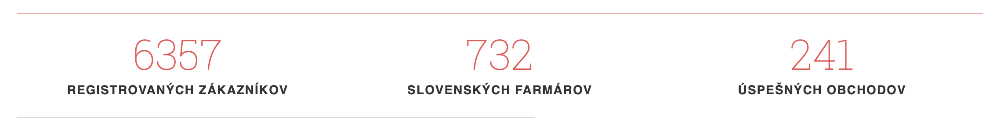 6357
REGISTROVANÝCH ZÁKAZNÍKOV
732
SLOVENSKÝCH FARMÁROV
241
ÚSPEŠNÝCH OBCHODOV